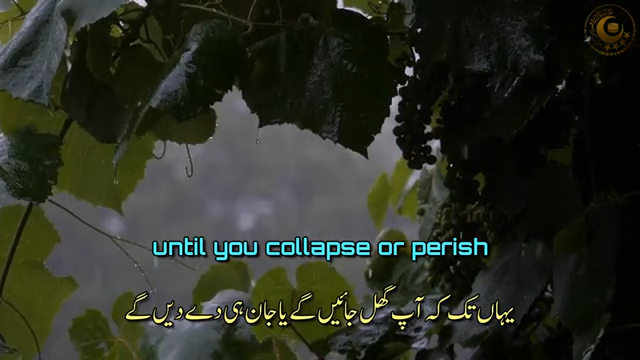 until you collapse or perish
یہاں تک کہ آپ گھل جائیں گے یا جان ہی دے دیں گے